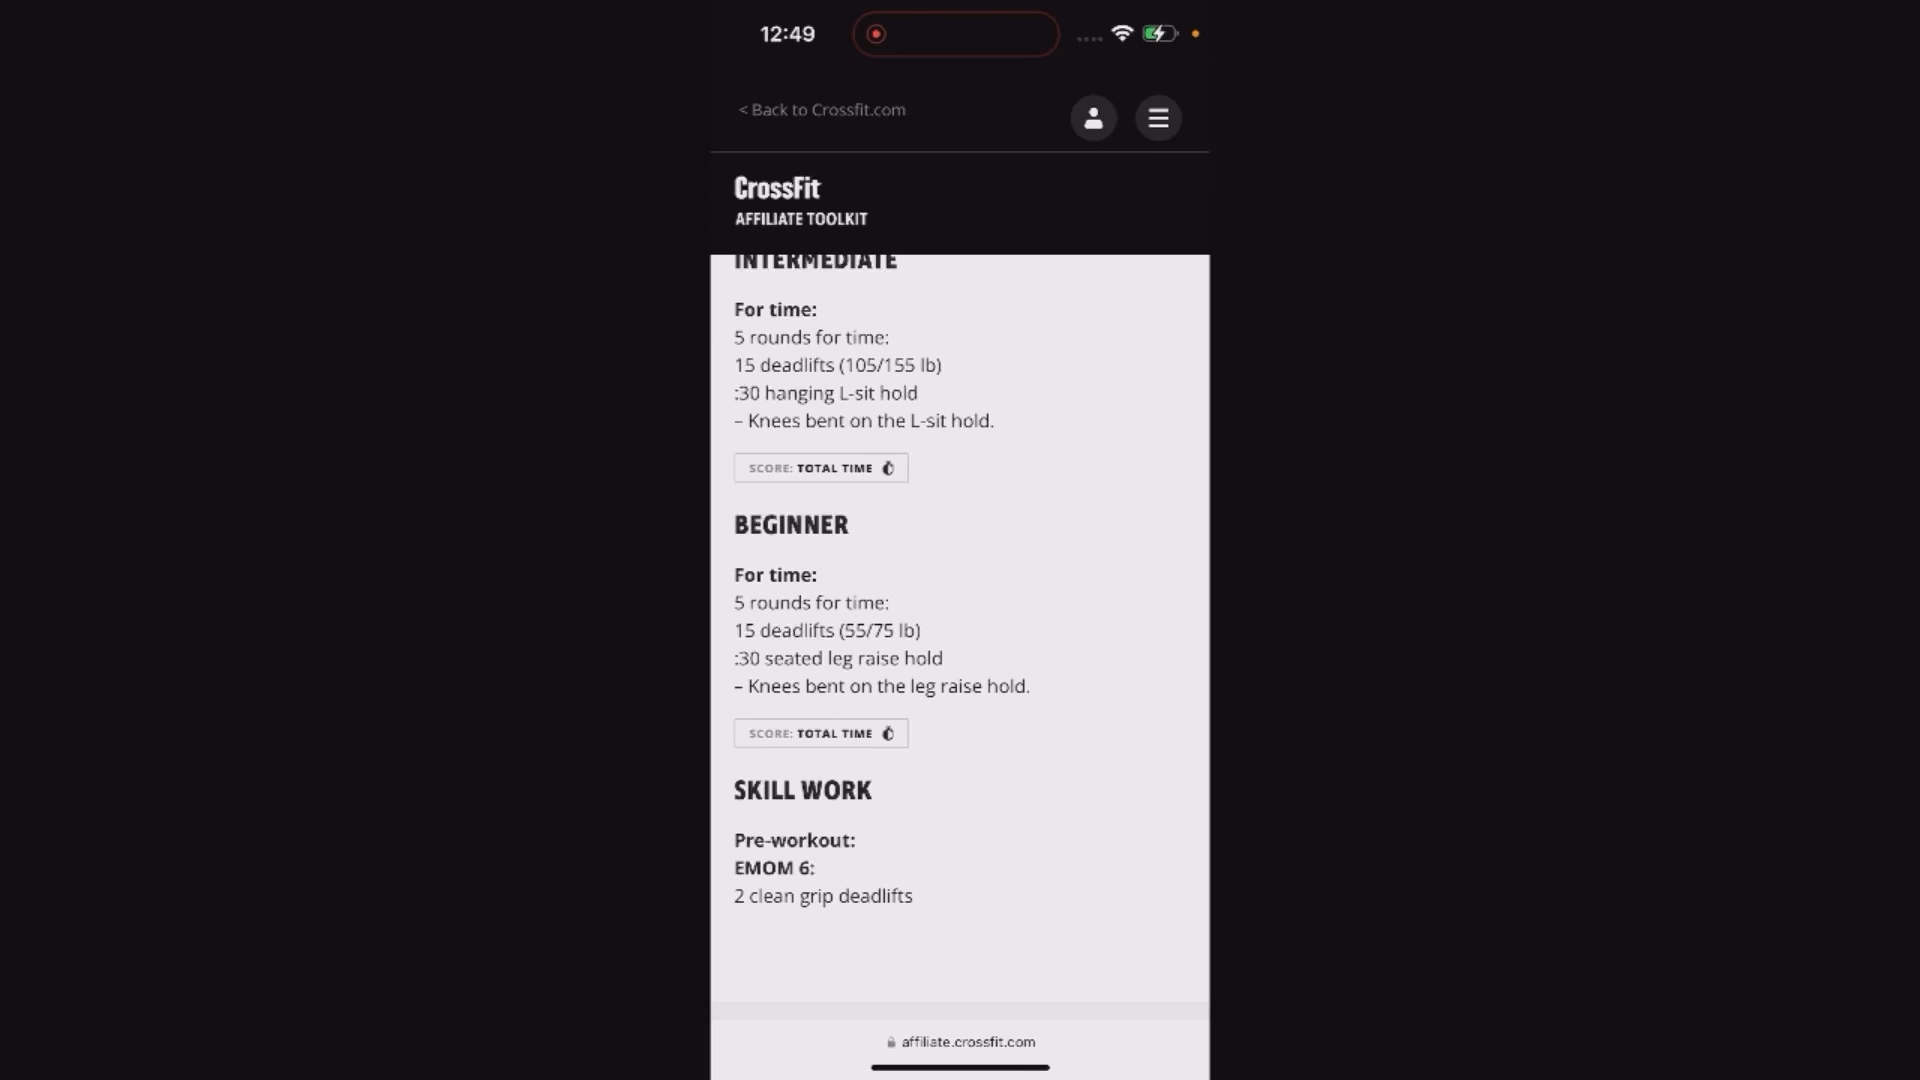 12:49
< Back to Crossfit.com
CrossFit
AFFILIATE TOOLKIT
INTERMEDIATE
For time:
5 rounds for time:
15 deadlifts (105/155 lb)
:30 hanging L-sit hold
– Knees bent on the L-sit hold.
SCORE: TOTAL TIME
BEGINNER
For time:
5 rounds for time:
15 deadlifts (55/75 lb)
:30 seated leg raise hold
– Knees bent on the leg raise hold.
SCORE: TOTAL TIME
SKILL WORK
Pre-workout:
EMOM 6:
2 clean grip deadlifts
affiliate.crossfit.com